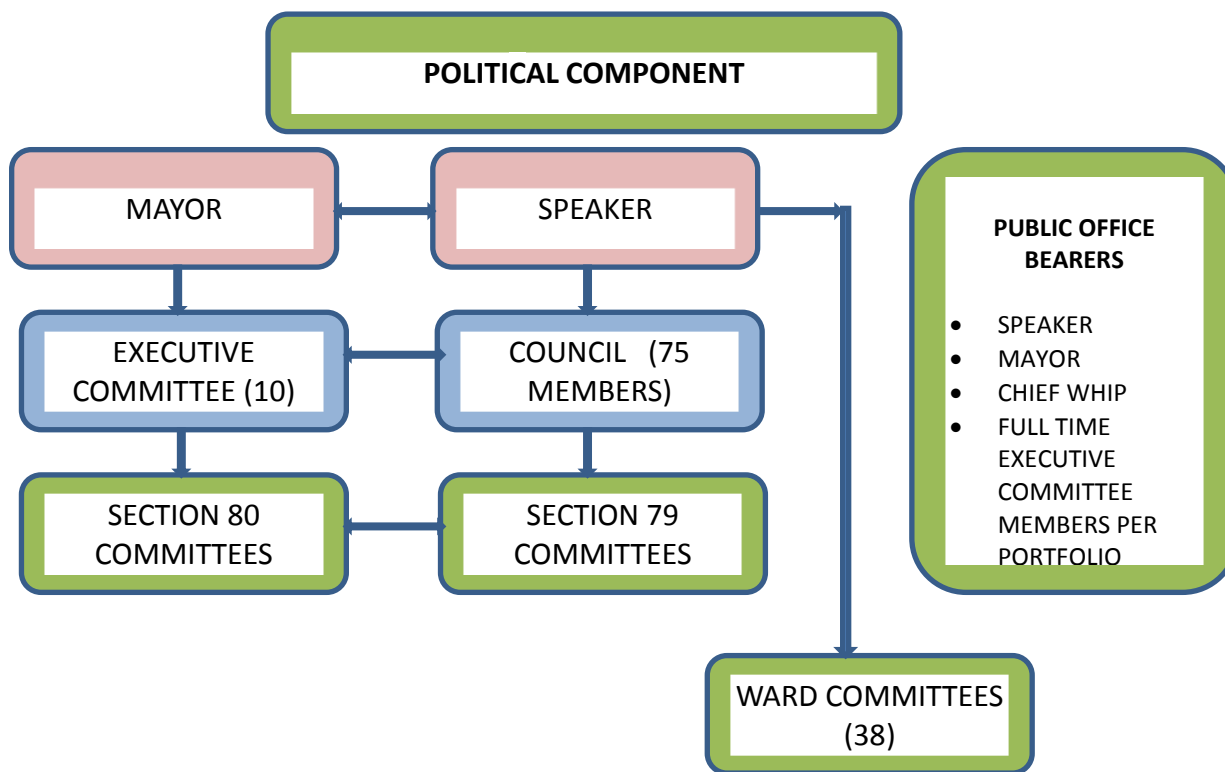 POLITICAL COMPONENT
MAYOR
SPEAKER
EXECUTIVE
COMMITTEE (10)
COUNCIL (75
MEMBERS)
SECTION 80
COMMITTEES
SECTION 79
COMMITTEES
WARD COMMITTEES
(38)
PUBLIC OFFICE
BEARERS
• SPEAKER
• MAYOR
• CHIEF WHIP
• FULL TIME
EXECUTIVE
COMMITTEE
MEMBERS PER
PORTFOLIO